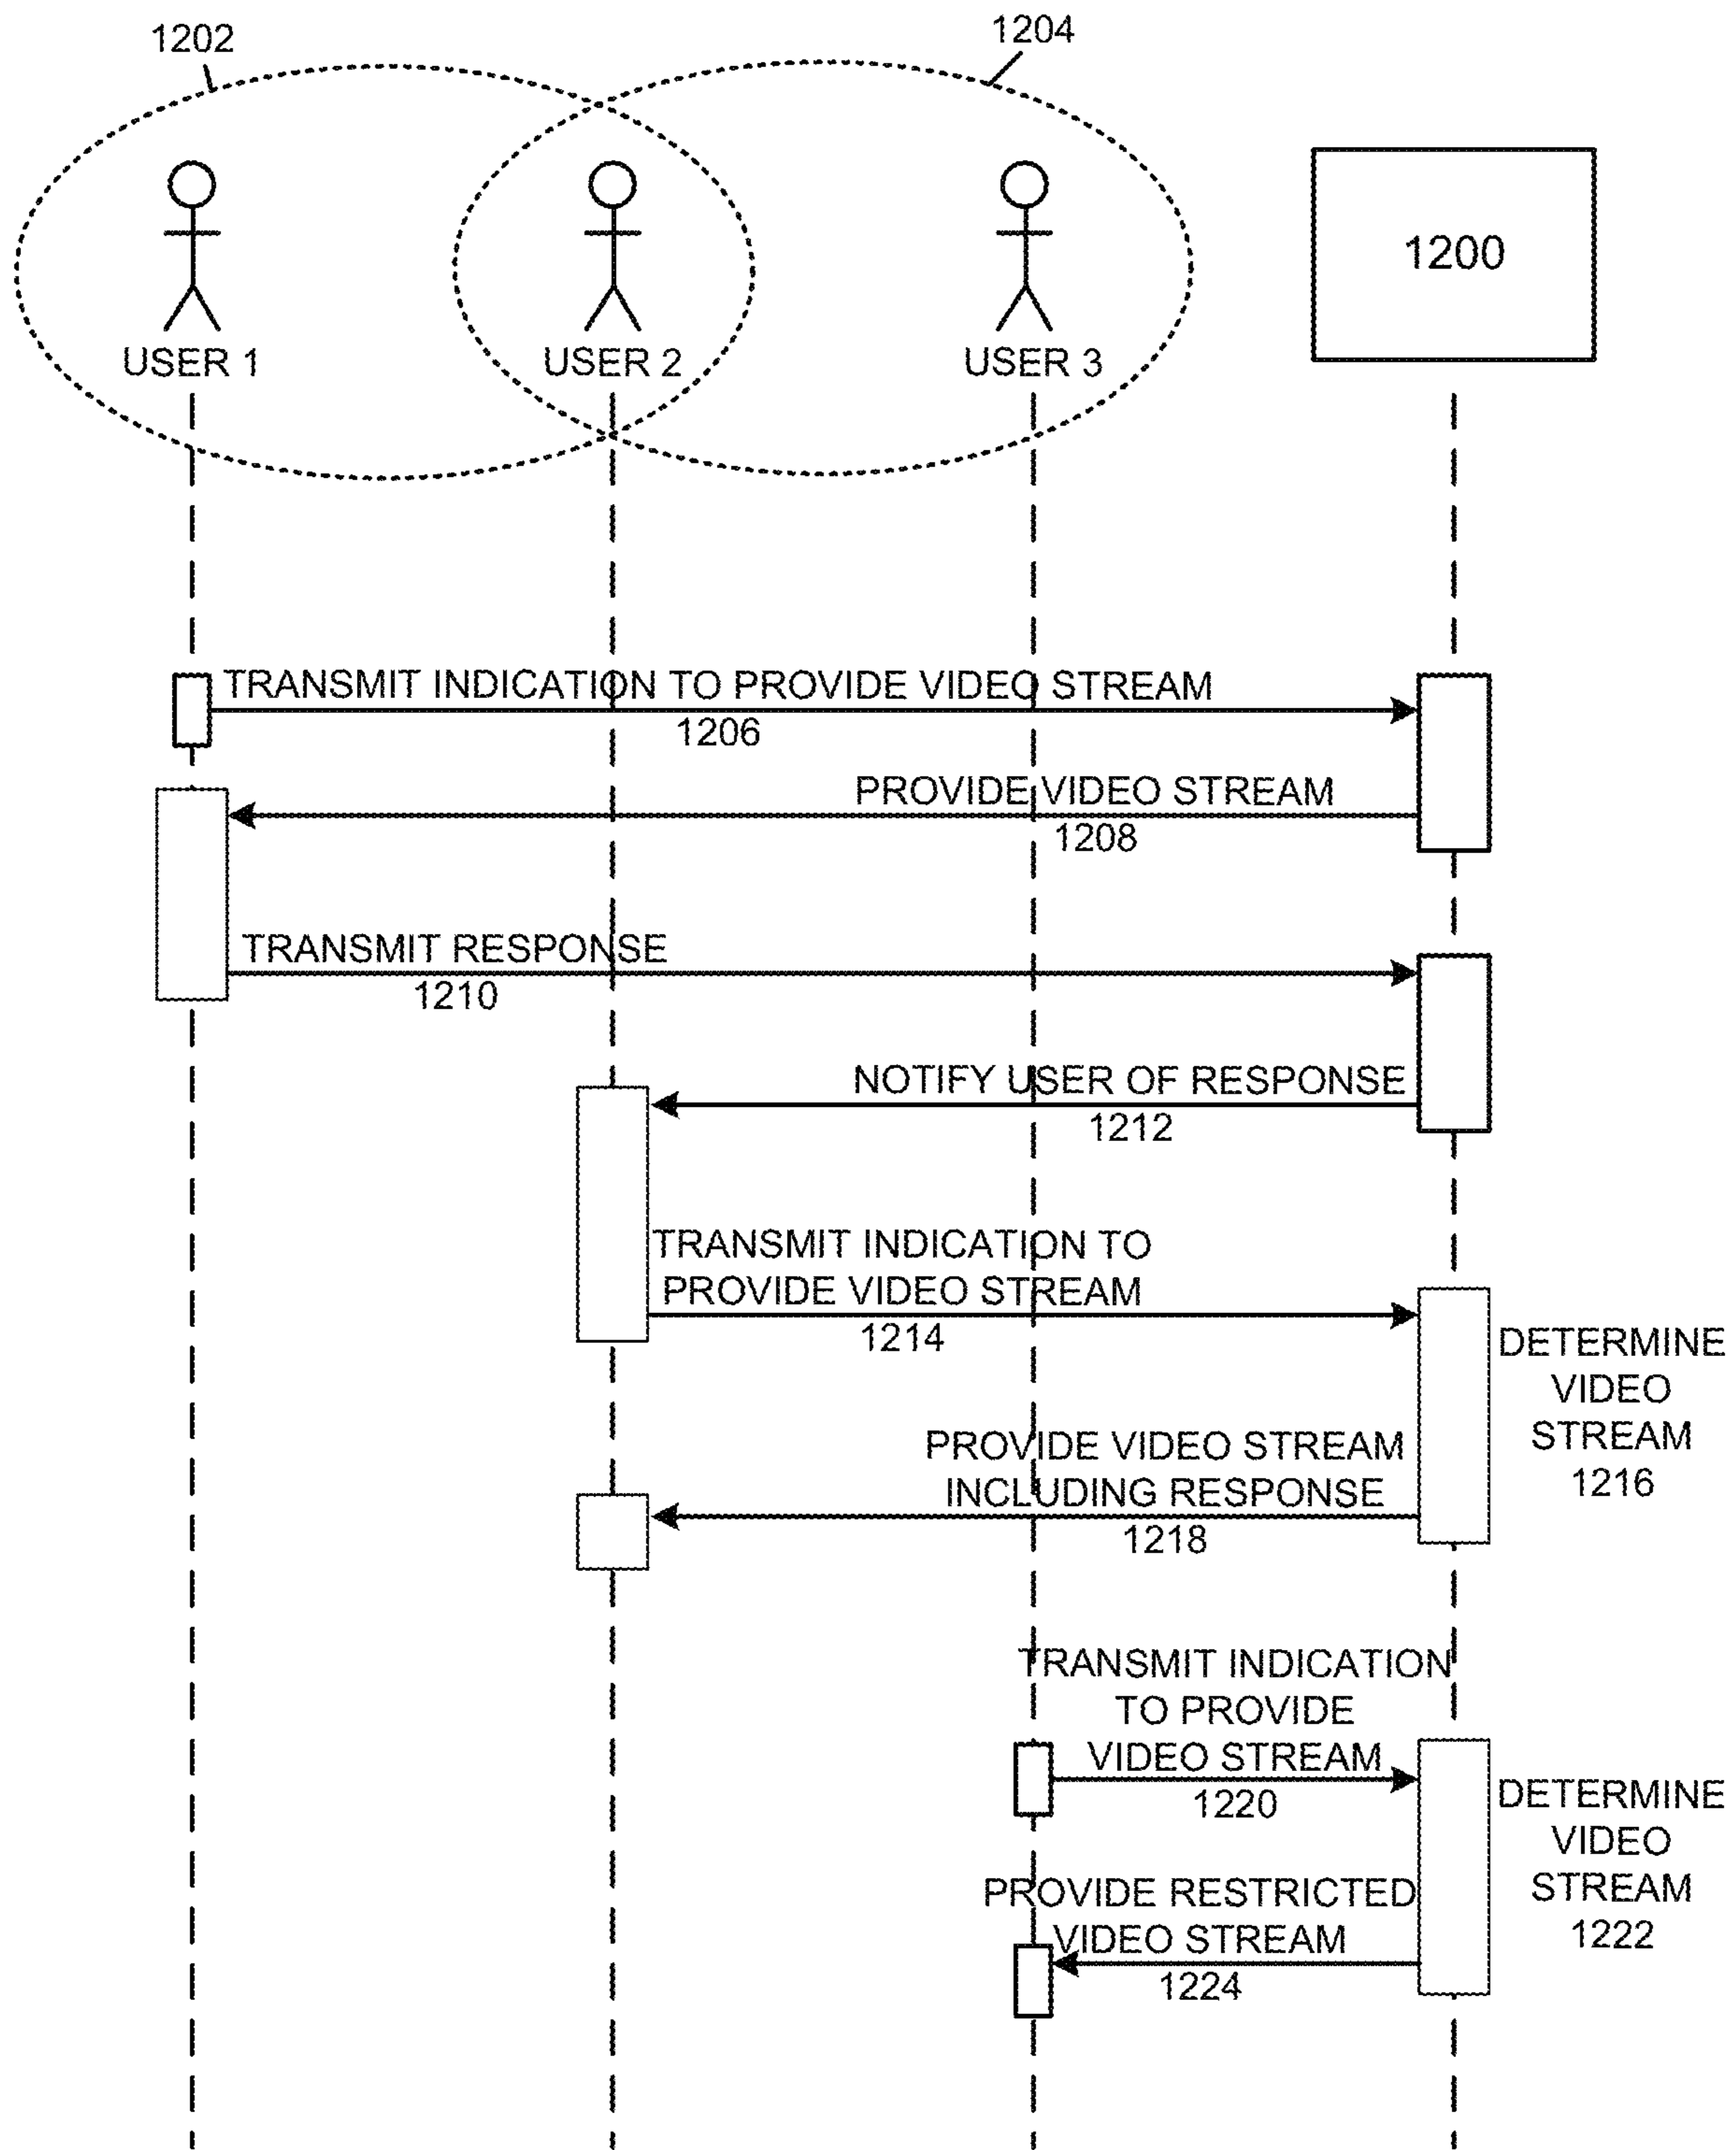 1202
1204
1200
USER 1
USER 2
USER 3
TRANSMIT INDICATION TO PROVIDE VIDEO STREAM
1206
PROVIDE VIDEO STREAM
1208
TRANSMIT RESPONSE
1210
NOTIFY USER OF RESPONSE
1212
TRANSMIT INDICATION TO
PROVIDE VIDEO STREAM
1214
DETERMINE
VIDEO
STREAM
1216
PROVIDE VIDEO STREAM
INCLUDING RESPONSE
1218
TRANSMIT INDICATION
TO PROVIDE
VIDEO STREAM
1220
DETERMINE
VIDEO
STREAM
1222
PROVIDE RESTRICTED
VIDEO STREAM
1224